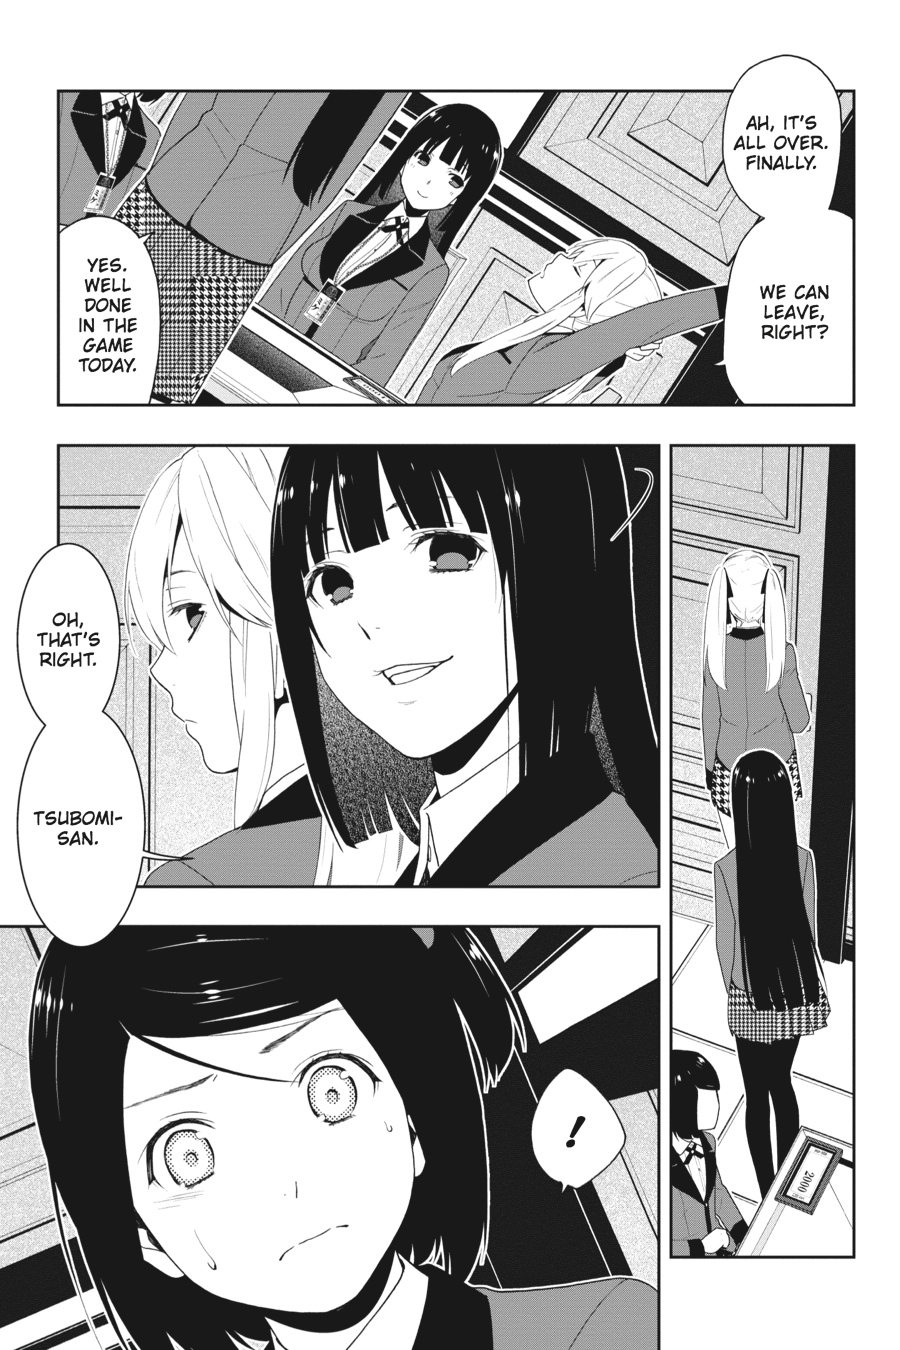 AH, IT'S
ALL OVER.
FINALLY.
WE CAN
LEAVE,
RIGHT?
YES.
WELL
DONE
IN THE
GAME
TODAY.
2000
OH,
THAT'S
RIGHT.
TSUBOMI-
SAN.
!